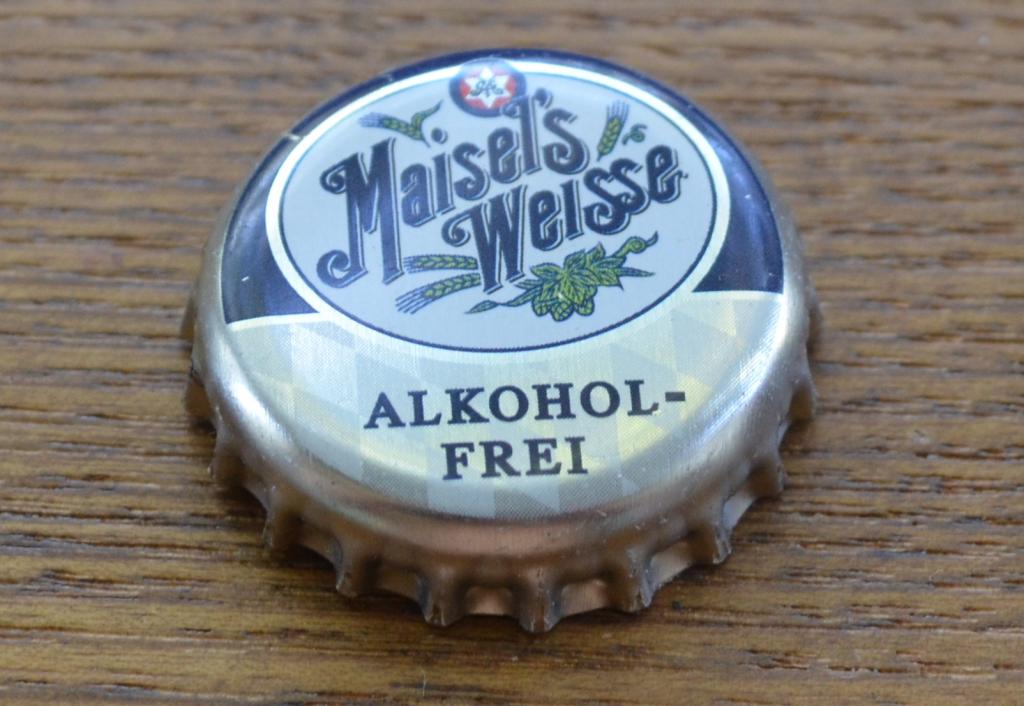 Maisel's
Weisse
ALKOHOL-
FREI